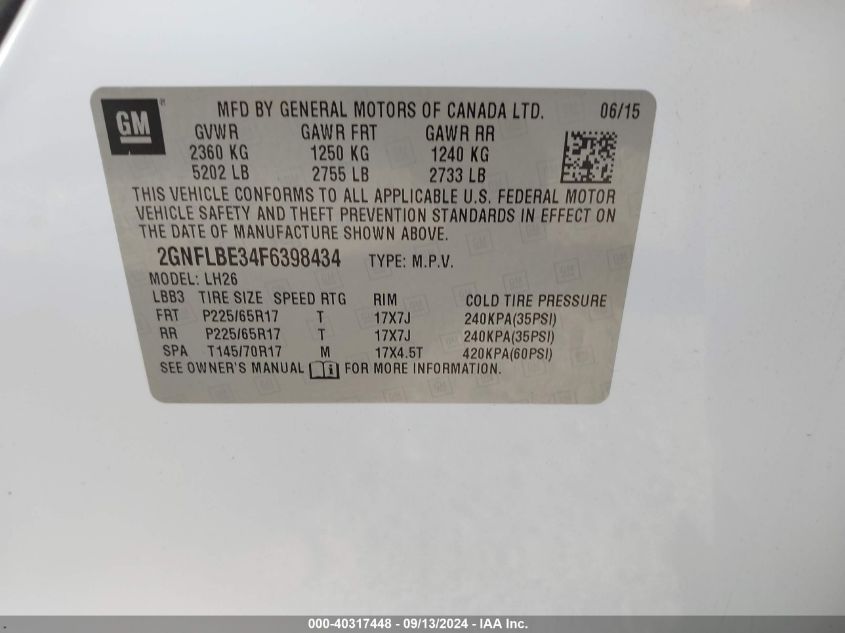 GM ® MFD BY GENERAL MOTORS OF CANADA LTD. 06/15
GVWR GAWR FRT GAWR RR
2360 KG 1250 KG 1240 KG
5202 LB 2755 LB 2733 LB
THIS VEHICLE CONFORMS TO ALL APPLICABLE U.S. FEDERAL MOTOR
VEHICLE SAFETY AND THEFT PREVENTION STANDARDS IN EFFECT ON
THE DATE OF MANUFACTURE SHOWN ABOVE.
2GNFLBE34F6398434 TYPE: M.P.V.
MODEL: LH26
LBB3 TIRE SIZE SPEED RTG RIM COLD TIRE PRESSURE
FRT P225/65R17 T 17X7J 240KPA(35PSI)
RR P225/65R17 T 17X7J 240KPA(35PSI)
SPA T145/70R17 M 17X4.5T 420KPA(60PSI)
SEE OWNER'S MANUAL FOR MORE INFORMATION.
000-40317448 - 09/13/2024 - IAA Inc.